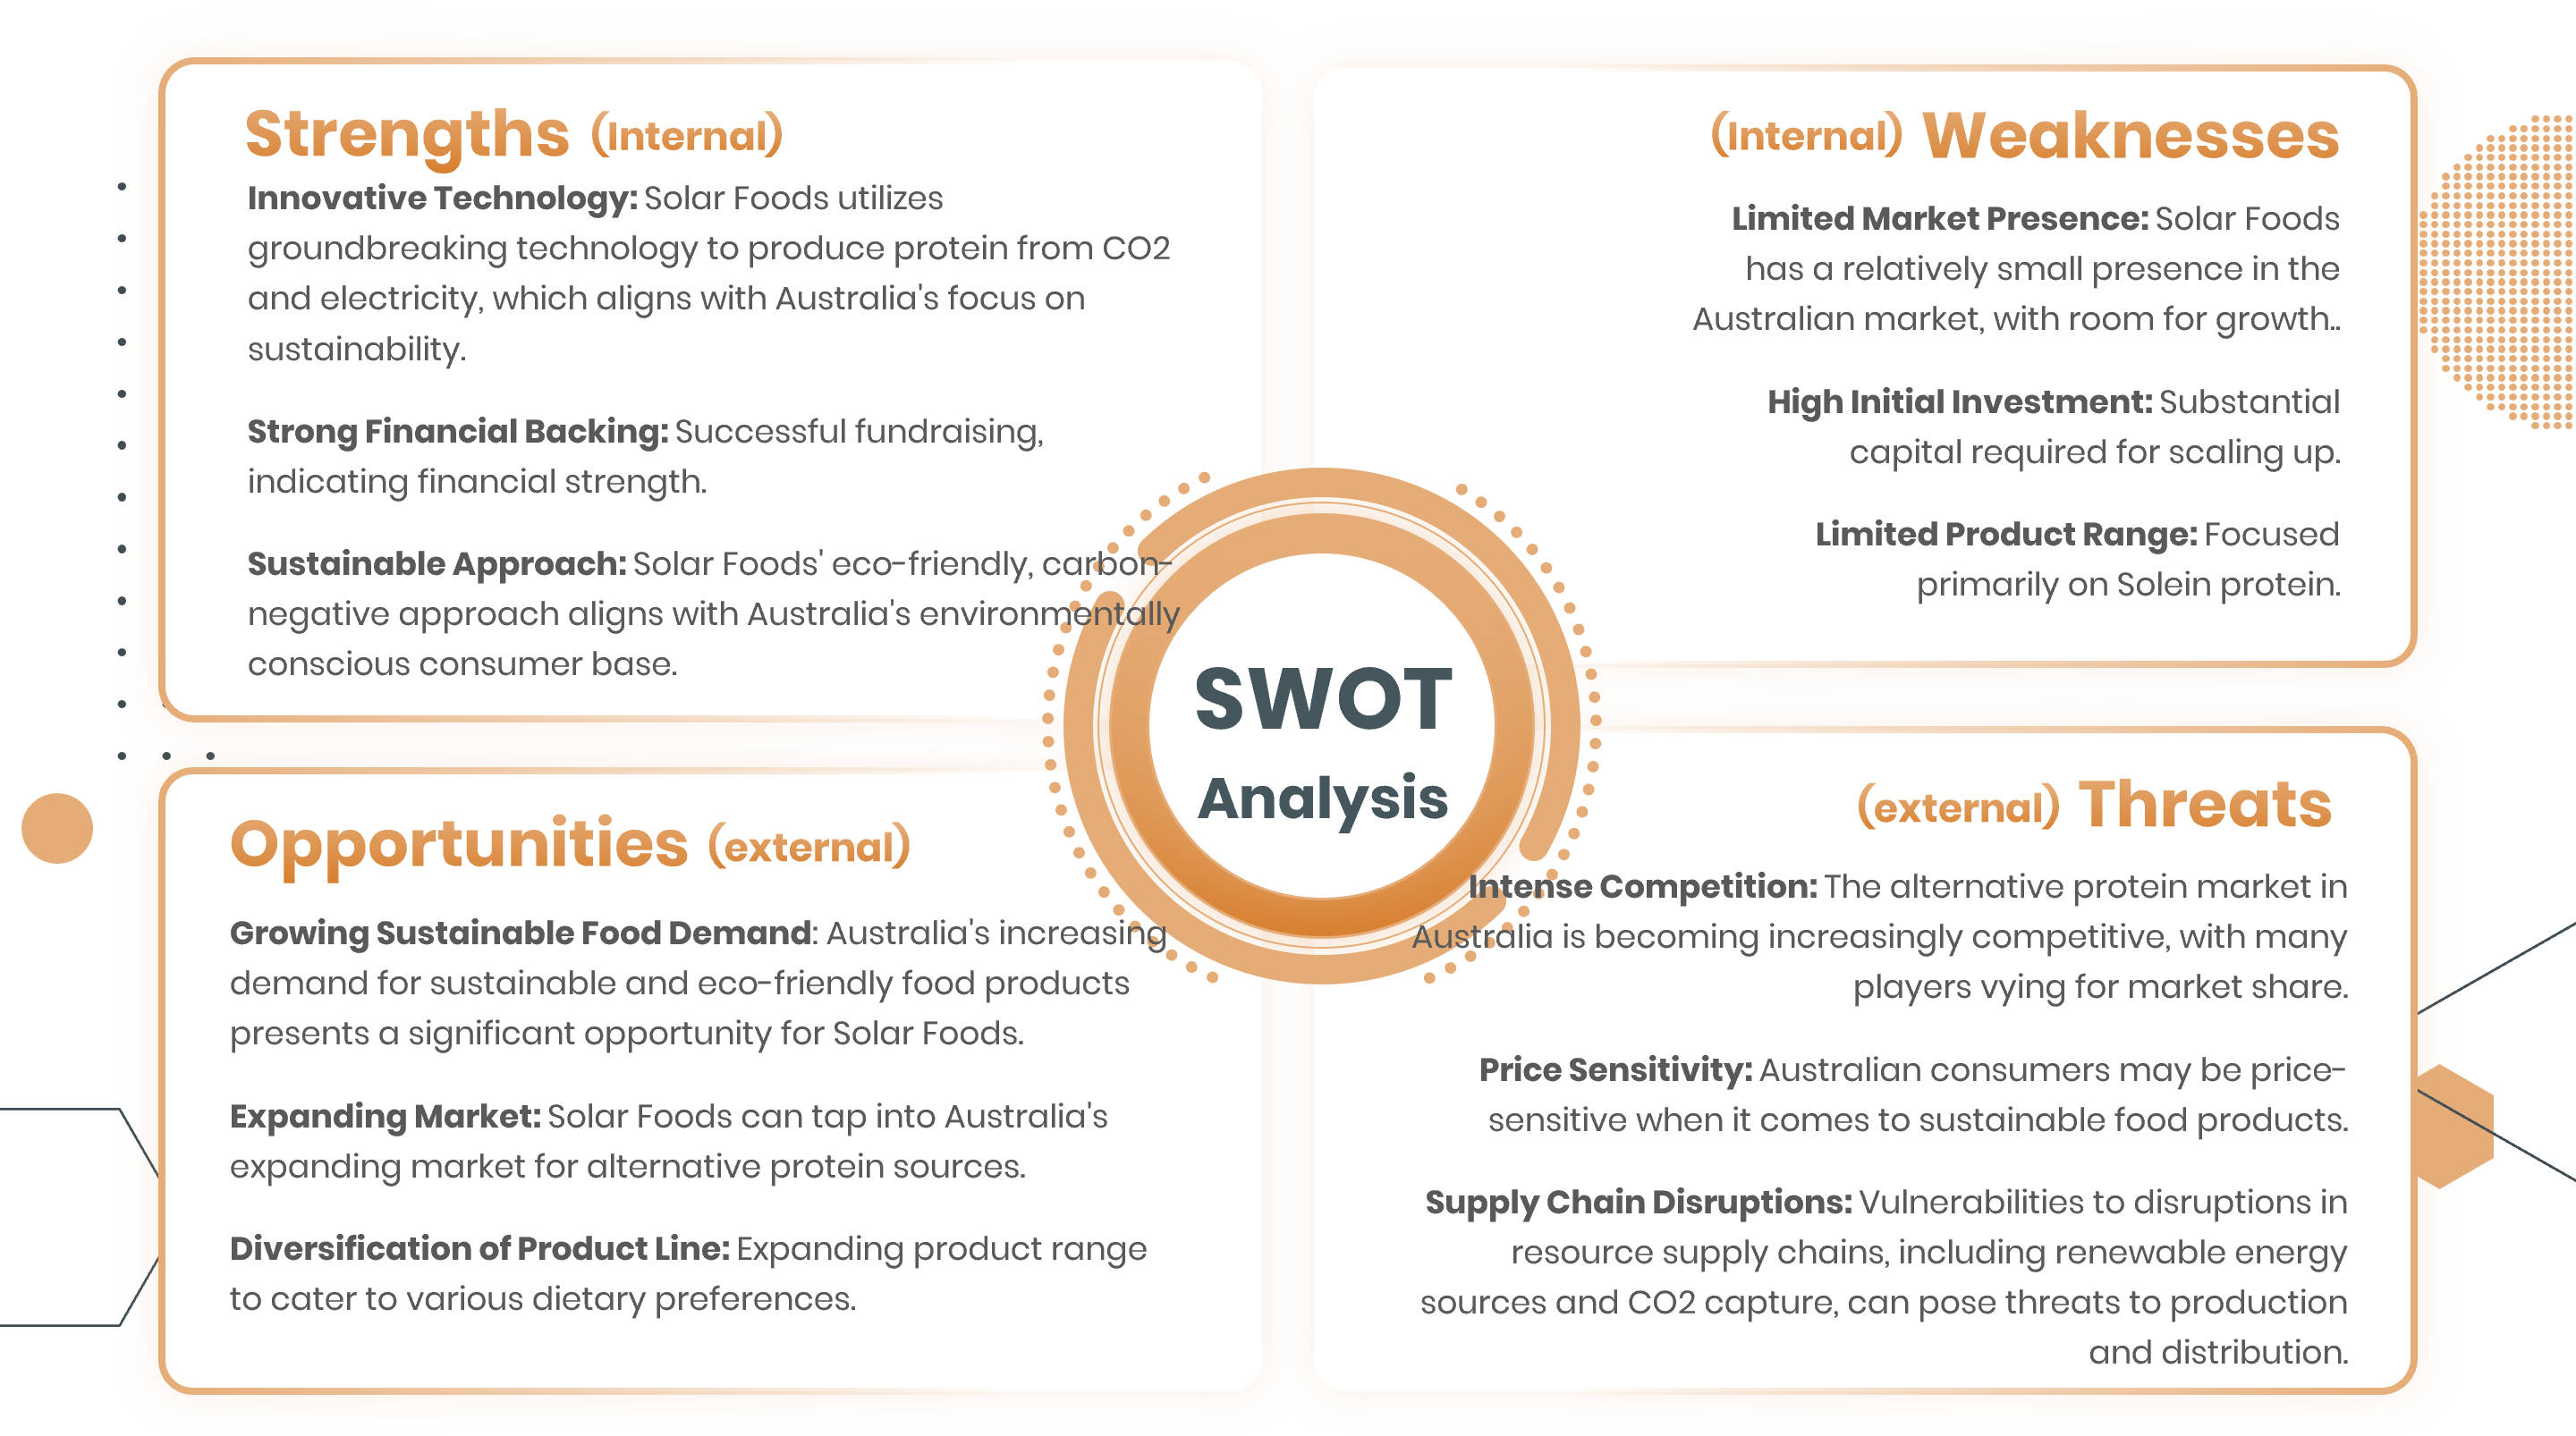 Strengths (Internal)
Innovative Technology: Solar Foods utilizes
groundbreaking technology to produce protein from CO2
and electricity, which aligns with Australia's focus on
sustainability.
Strong Financial Backing: Successful fundraising,
indicating financial strength.
Sustainable Approach: Solar Foods' eco-friendly, carbon-
negative approach aligns with Australia's environmentally
conscious consumer base.
(Internal) Weaknesses
Limited Market Presence: Solar Foods
has a relatively small presence in the
Australian market, with room for growth..
High Initial Investment: Substantial
capital required for scaling up.
Limited Product Range: Focused
primarily on Solein protein.
SWOT
Analysis
Opportunities (external)
Growing Sustainable Food Demand: Australia's increasing
demand for sustainable and eco-friendly food products
presents a significant opportunity for Solar Foods.
Expanding Market: Solar Foods can tap into Australia's
expanding market for alternative protein sources.
Diversification of Product Line: Expanding product range
to cater to various dietary preferences.
(external) Threats
Intense Competition: The alternative protein market in
Australia is becoming increasingly competitive, with many
players vying for market share.
Price Sensitivity: Australian consumers may be price-
sensitive when it comes to sustainable food products.
Supply Chain Disruptions: Vulnerabilities to disruptions in
resource supply chains, including renewable energy
sources and CO2 capture, can pose threats to production
and distribution.